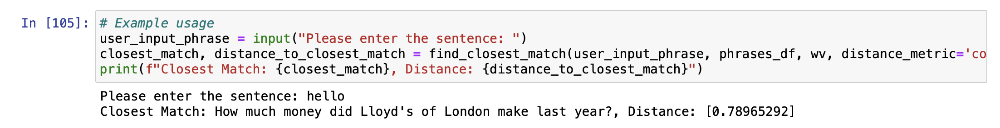 In [105]: # Example usage
user_input_phrase = input("Please enter the sentence: ")
closest_match, distance_to_closest_match = find_closest_match(user_input_phrase, phrases_df, wv, distance_metric='co
print(f"Closest Match: {closest_match}, Distance: {distance_to_closest_match}")
Please enter the sentence: hello
Closest Match: How much money did Lloyd's of London make last year?, Distance: [0.78965292]